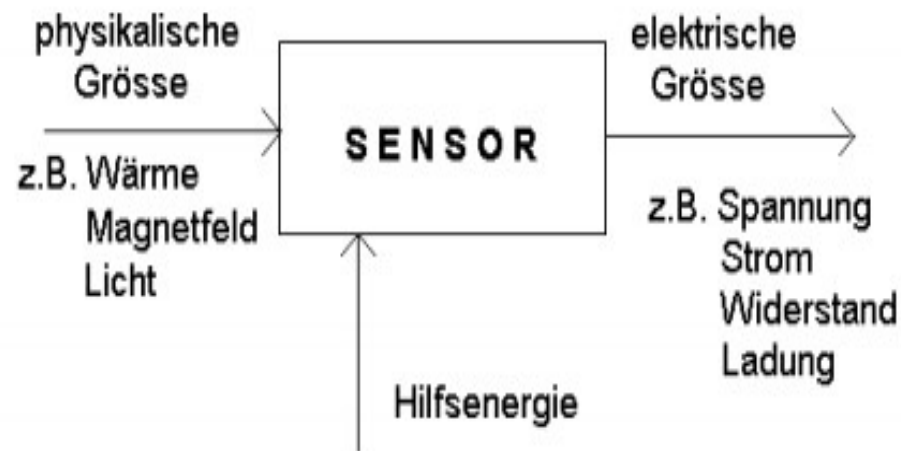 physikalische
Grösse
z.B. Wärme
Magnetfeld
Licht
SENSOR
Hilfsenergie
elektrische
Grösse
z.B. Spannung
Strom
Widerstand
Ladung